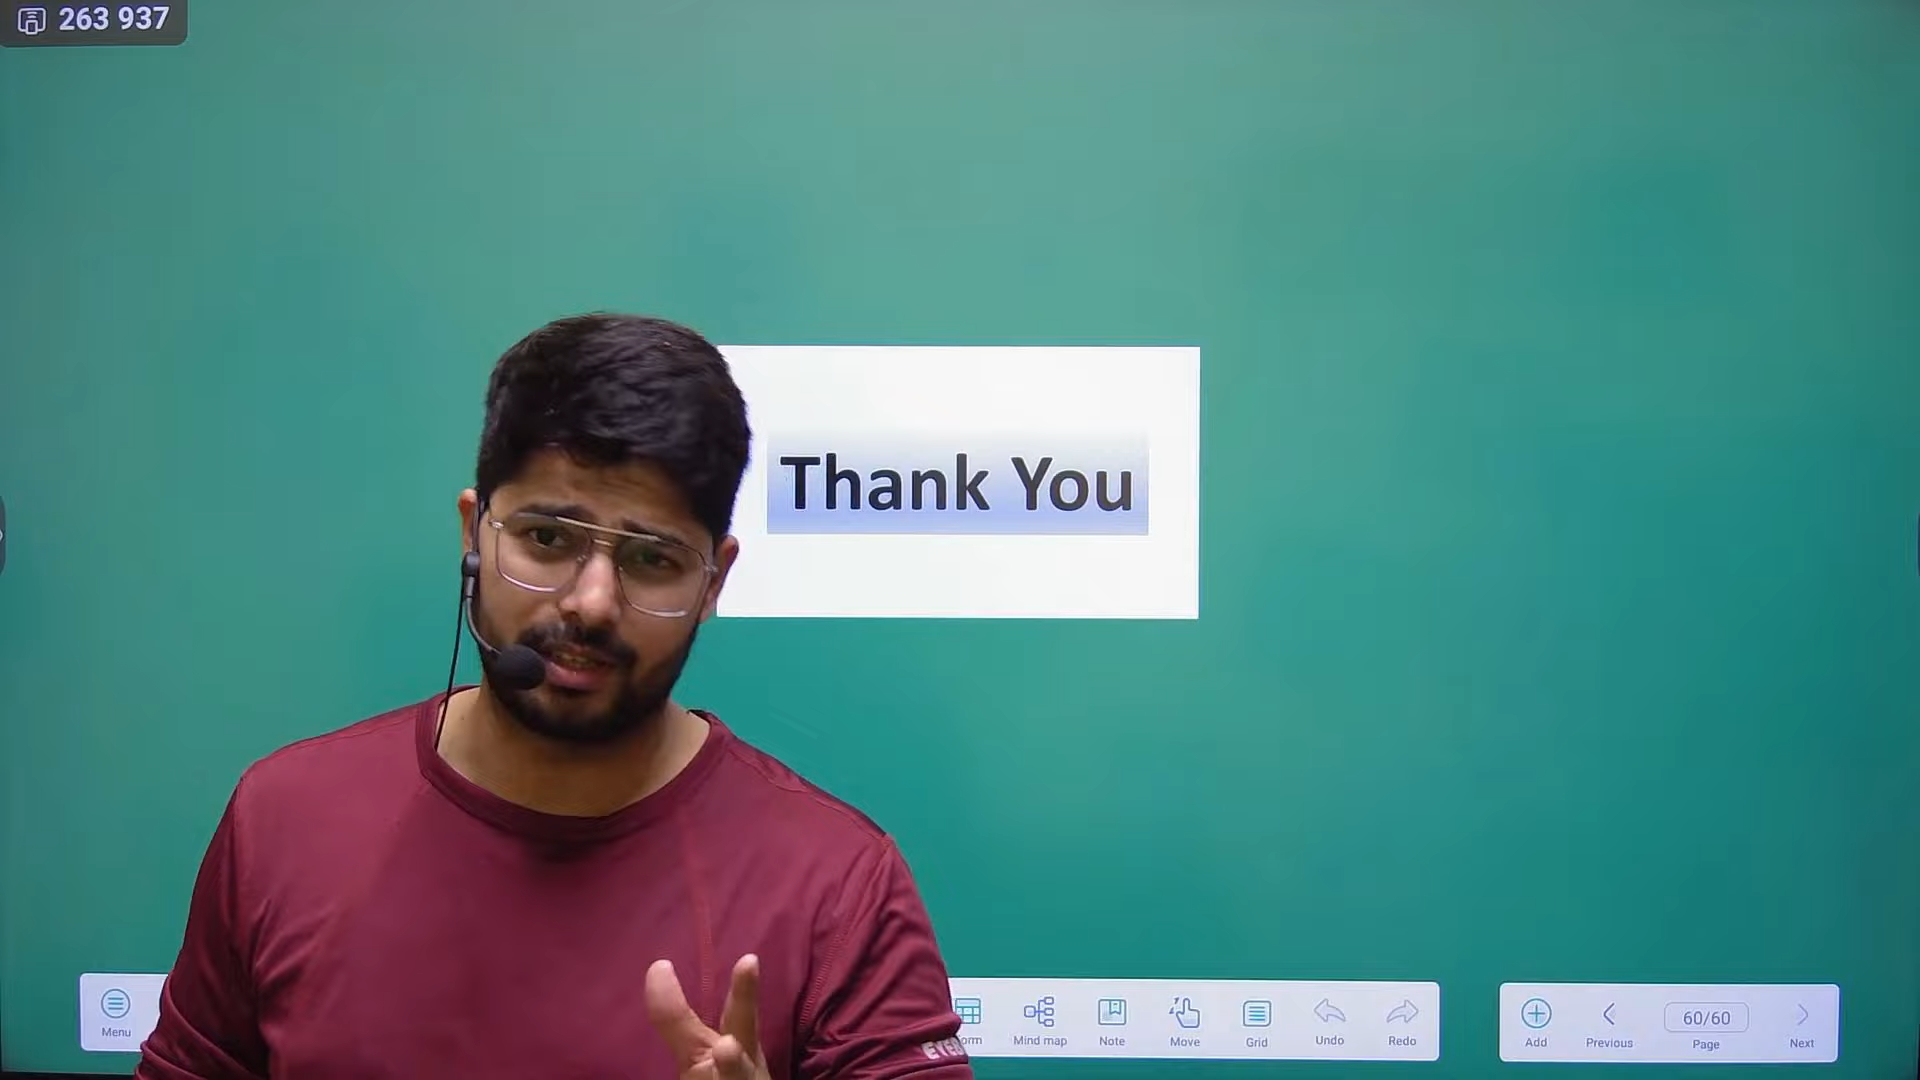 263 937
Thank You
Menu
Mind map
Note
Move
Grid
Undo
Redo
Add
Previous
60/60
Page
Next